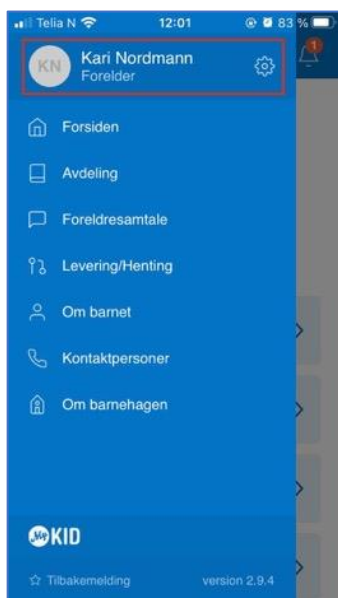 Telia N 12:01 83 %
1
KN Kari Nordmann
Forelder
Forsiden
Avdeling
Foreldresamtale
Levering/Henting
Om barnet
Kontaktpersoner
Om barnehagen
My KID
Tilbakemelding version 2.9.4